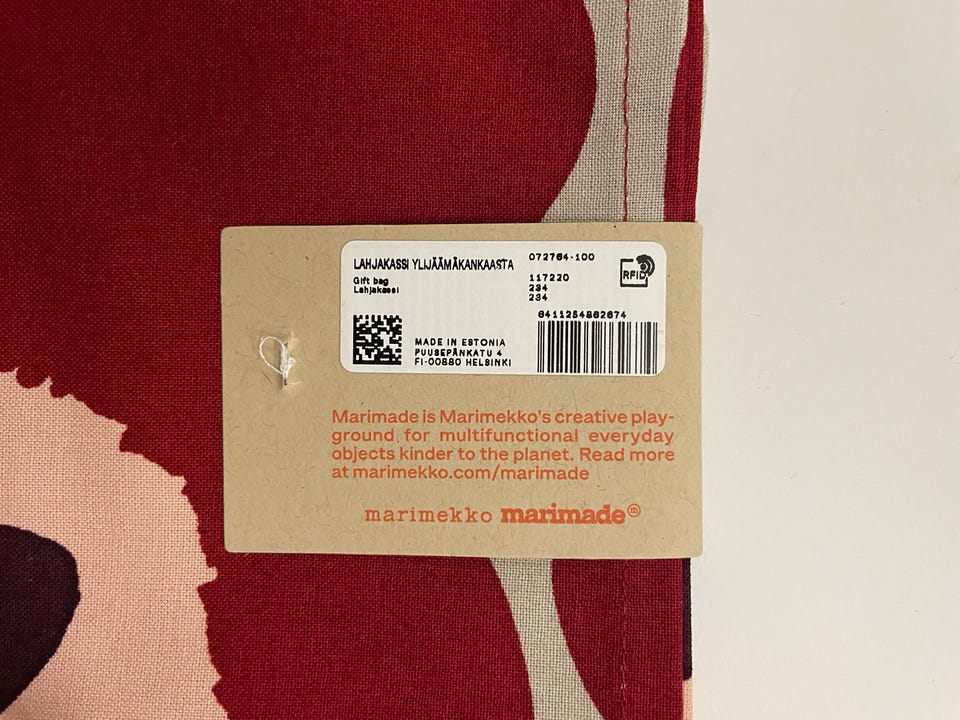 LAHJAKASSI YLIJÄÄMÄKANKAASTA
Gift bag
Lahjakassi
072764-100
117220
234
234
RFID
6411254862674
MADE IN ESTONIA
PUUSEPÄNKATU 4
FI-00880 HELSINKI
Marimade is Marimekko's creative play-
ground for multifunctional everyday
objects kinder to the planet. Read more
at marimekko.com/marimade
marimekko marimade m